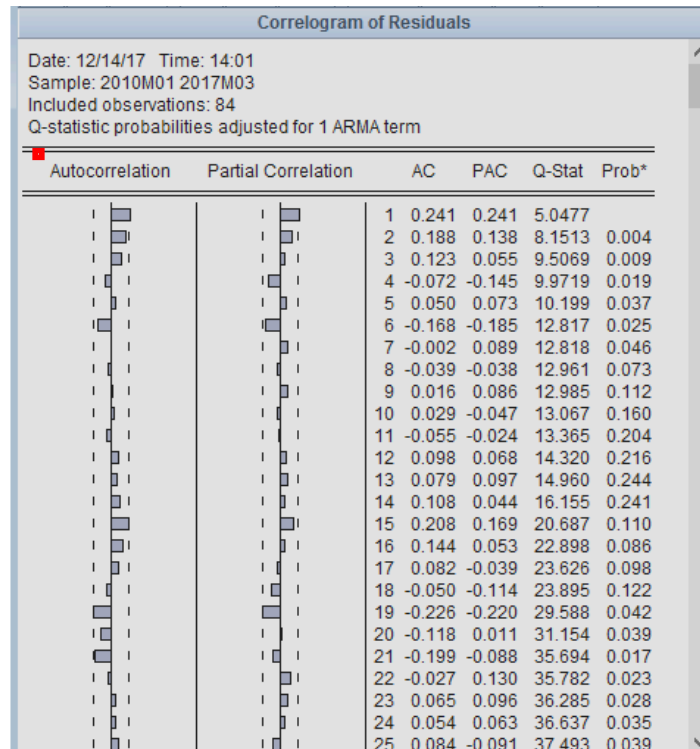 Correlogram of Residuals
Date: 12/14/17 Time: 14:01
Sample: 2010M01 2017M03
Included observations: 84
Q-statistic probabilities adjusted for 1 ARMA term
Autocorrelation Partial Correlation AC PAC Q-Stat Prob*
1 0.241 0.241 5.0477
2 0.188 0.138 8.1513 0.004
3 0.123 0.055 9.5069 0.009
4 -0.072 -0.145 9.9719 0.019
5 0.050 0.073 10.199 0.037
6 -0.168 -0.185 12.817 0.025
7 -0.002 0.089 12.818 0.046
8 -0.039 -0.038 12.961 0.073
9 0.016 0.086 12.985 0.112
10 0.029 -0.047 13.067 0.160
11 -0.055 -0.024 13.365 0.204
12 0.098 0.068 14.320 0.216
13 0.079 0.097 14.960 0.244
14 0.108 0.044 16.155 0.241
15 0.208 0.169 20.687 0.110
16 0.144 0.053 22.898 0.086
17 0.082 -0.039 23.626 0.098
18 -0.050 -0.114 23.895 0.122
19 -0.226 -0.220 29.588 0.042
20 -0.118 0.011 31.154 0.039
21 -0.199 -0.088 35.694 0.017
22 -0.027 0.130 35.782 0.023
23 0.065 0.096 36.285 0.028
24 0.054 0.063 36.637 0.035
25 0.084 -0.091 37.493 0.039